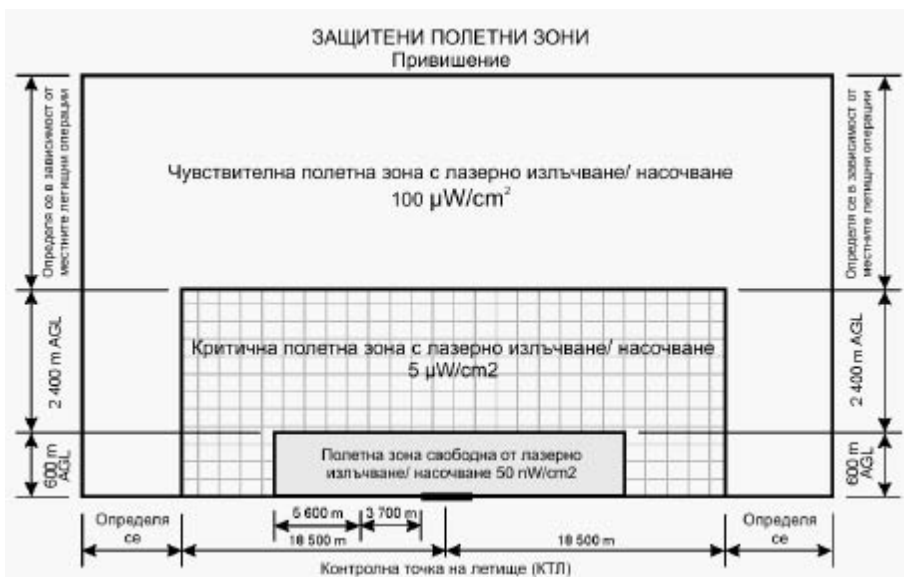 ЗАЩИТЕНИ ПОЛЕТНИ ЗОНИ
Привишение
Определя се в зависимост от
местните летищни операции
Определя се в зависимост от
местните летищни операции
Чувствителна полетна зона с лазерно излъчване/ насочване
100 µW/cm²
2 400 m AGL
2 400 m AGL
Критична полетна зона с лазерно излъчване/ насочване
5 µW/cm2
600 m
AGL
600 m
AGL
Полетна зона свободна от лазерно
излъчване/ насочване 50 nW/cm2
Определя
се
5 600 m
3 700 m
Определя
се
18 500 m
18 500 m
Контролна точка на летище (КТЛ)